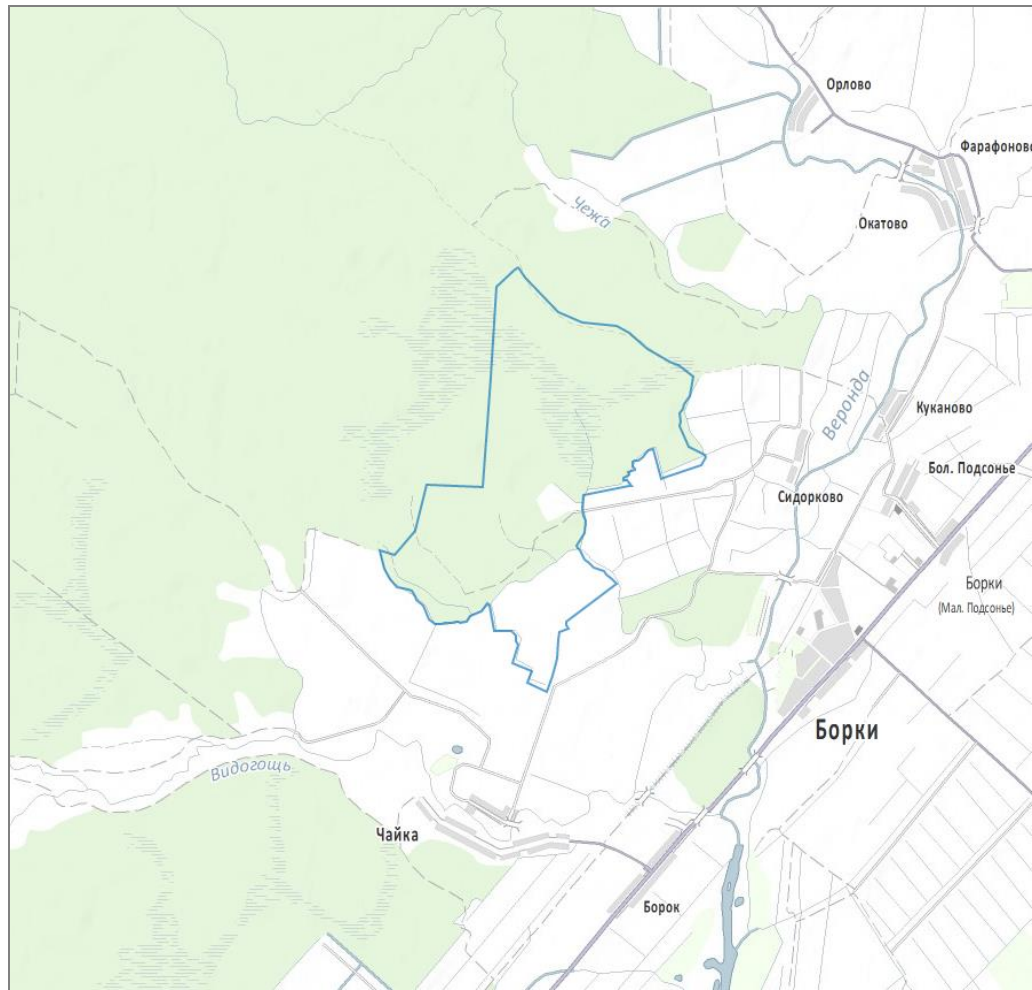 Орлово
Фарафоново
Чежа
Окатово
Веронда
Куканово
Бол. Подсонье
Сидорково
Борки
(Мал. Подсонье)
Борки
Видогощь
Чайка
Борок